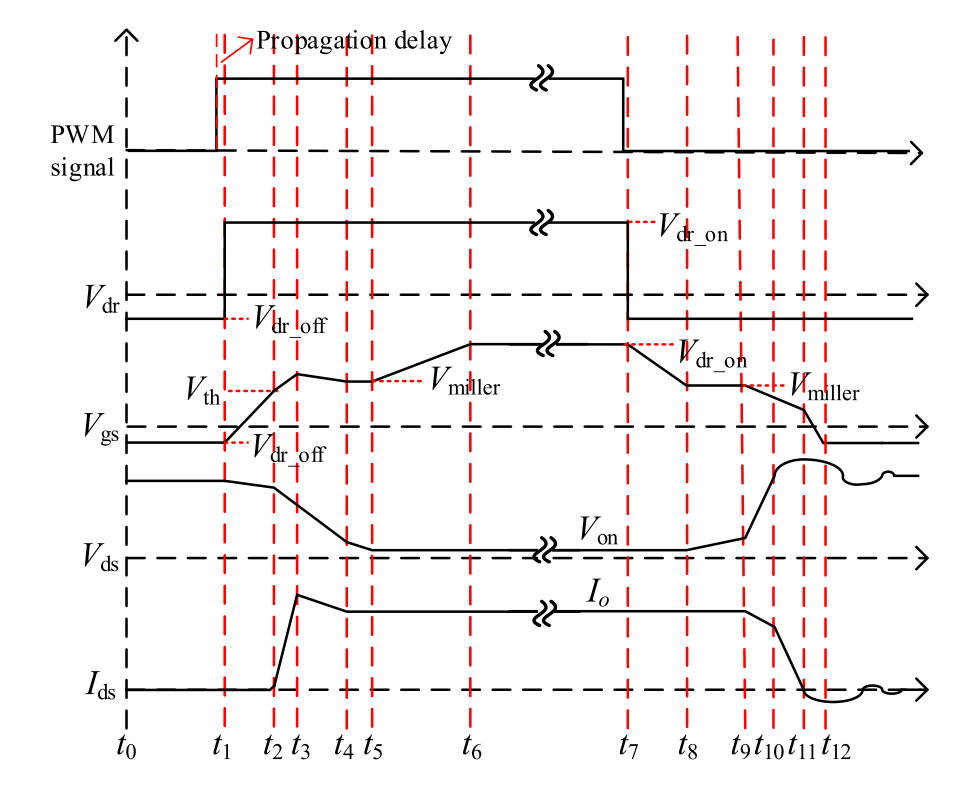 Propagation delay
PWM
signal
V_dr_on
V_dr
V_dr_off
V_dr_on
V_th
V_miller
V_miller
V_gs
V_dr_off
V_on
V_ds
I_o
I_ds
t_0 t_1 t_2 t_3 t_4 t_5 t_6 t_7 t_8 t_9 t_10 t_11 t_12